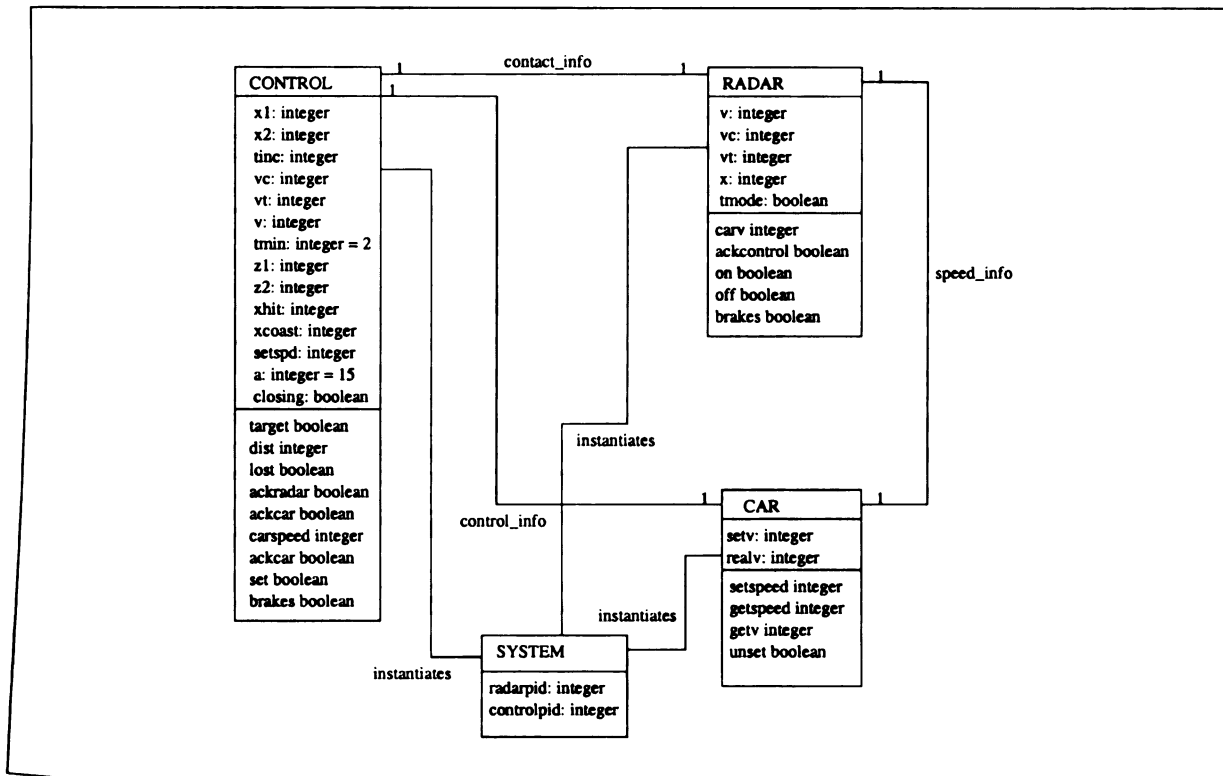 contact_info
1
1
1
1
CONTROL
x1: integer
x2: integer
tinc: integer
vc: integer
vt: integer
v: integer
tmin: integer = 2
z1: integer
z2: integer
xhit: integer
xcoast: integer
setspd: integer
a: integer = 15
closing: boolean
target boolean
dist integer
lost boolean
ackradar boolean
ackcar boolean
carspeed integer
ackcar boolean
set boolean
brakes boolean
RADAR
v: integer
vc: integer
vt: integer
x: integer
tmode: boolean
carv integer
ackcontrol boolean
on boolean
off boolean
brakes boolean
speed_info
instantiates
control_info
1
1
CAR
setv: integer
realv: integer
setspeed integer
getspeed integer
getv integer
unset boolean
instantiates
instantiates
SYSTEM
radarpid: integer
controlpid: integer